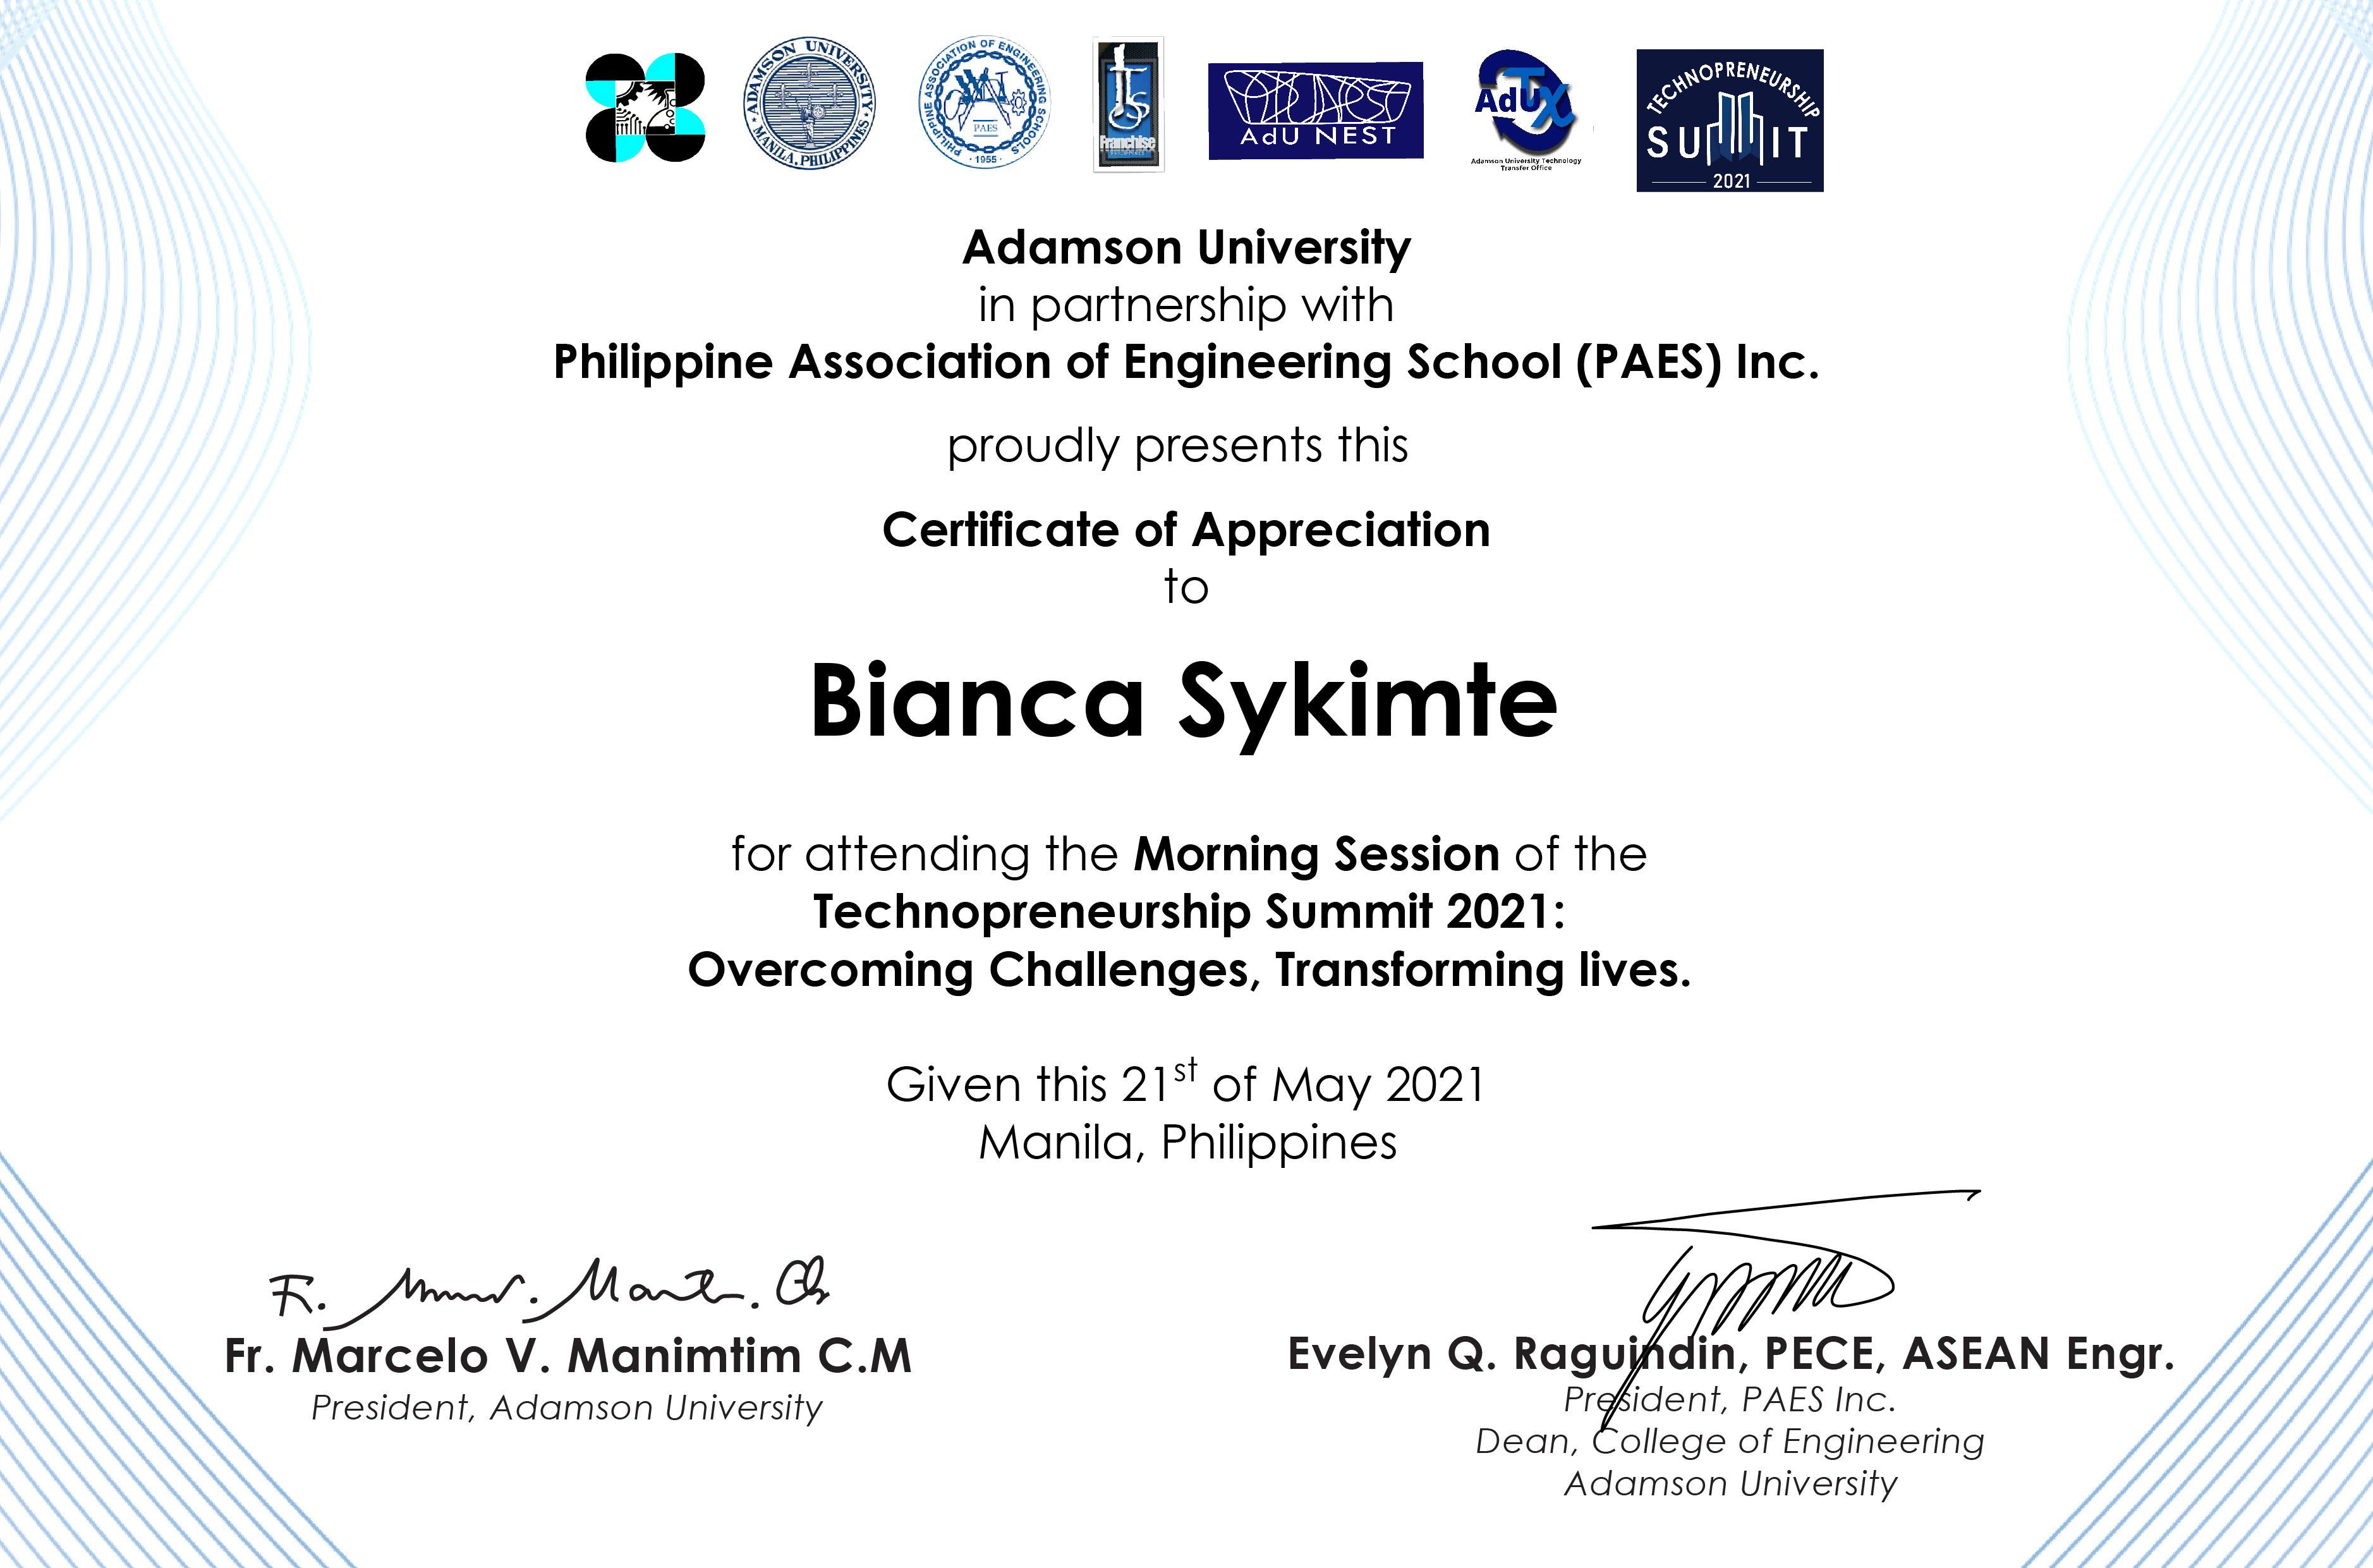 ADAMSON UNIVERSITY
MANILA, PHILIPPINES
PHILIPPINE ASSOCIATION OF ENGINEERING SCHOOLS
PAES
1955
Franchise
AdU NEST
AdUTX
Adamson University Technology
Transfer Office
TECHNOPRENEURSHIP
SUMMIT
2021
Adamson University
in partnership with
Philippine Association of Engineering School (PAES) Inc.
proudly presents this
Certificate of Appreciation
to
Bianca Sykimte
for attending the Morning Session of the
Technopreneurship Summit 2021:
Overcoming Challenges, Transforming lives.
Given this 21st of May 2021
Manila, Philippines
Fr. Marcelo V. Manimtim C.M
President, Adamson University
Evelyn Q. Raguindin, PECE, ASEAN Engr.
President, PAES Inc.
Dean, College of Engineering
Adamson University